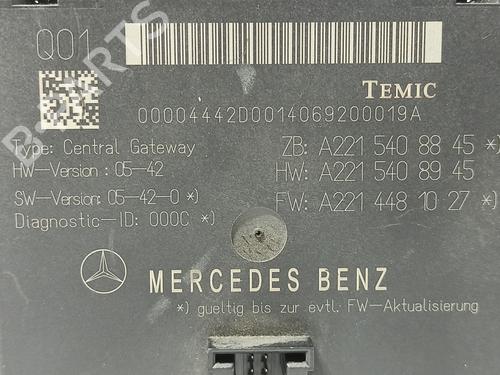 Q01
TEMIC
00004442D0014069200019A
Type: Central Gateway
ZB: A221 540 88 45 *)
HW-Version : 05-42
HW: A221 540 89 45
SW-Version: 05-42-0 *)
FW: A221 448 10 27 *)
Diagnostic-ID: 000C *)
MERCEDES BENZ
*) gueltig bis zur evtl. FW-Aktualisierung